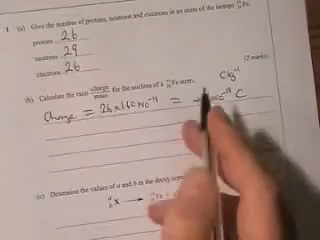 1 (a) Give the number of protons, neutrons and electrons in an atom of the isotope Fe.
protons 26
neutrons 29
electrons 26
(2 marks)
(b) Calculate the ratio charge/mass for the nucleus of a Fe atom.
C kg⁻¹
Charge = 26 × 1.60 × 10⁻¹⁹ = C
(c) Determine the values of a and b in the decay
X → Fe